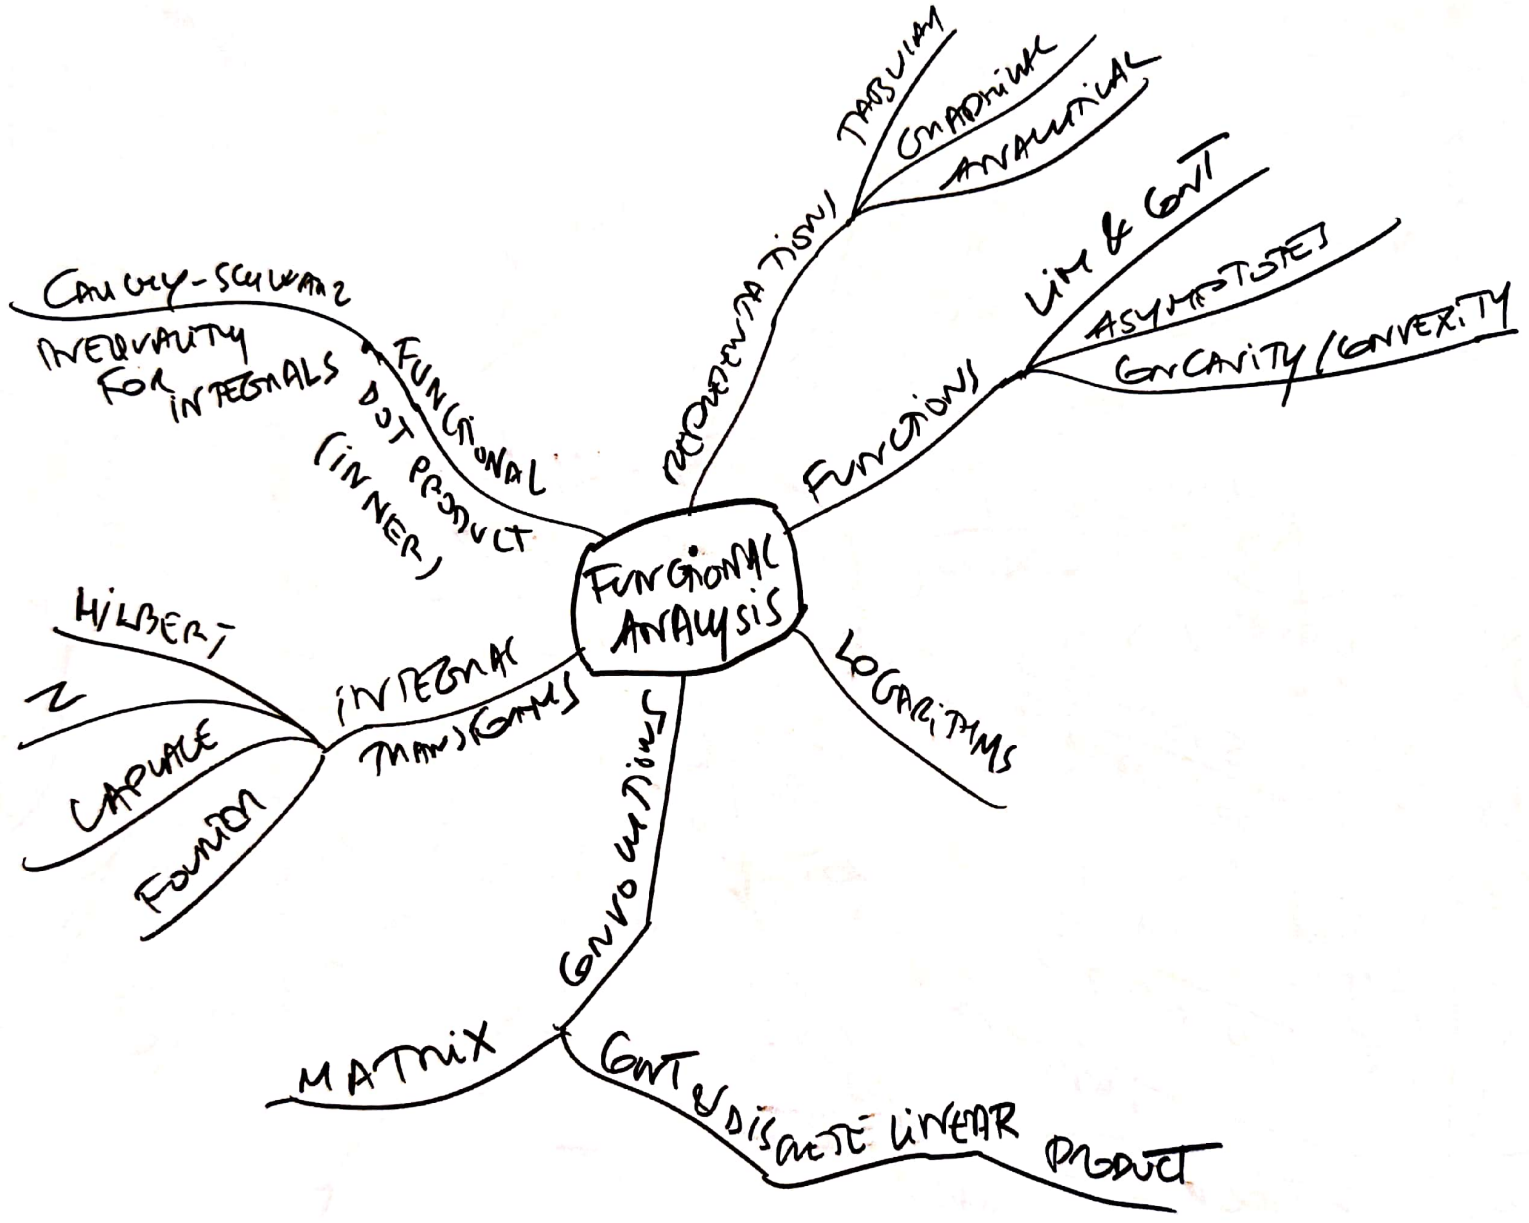 FUNCTIONAL
ANALYSIS
REPRESENTATIONS
TABULAR
GRAPHICAL
ANALYTICAL
FUNCTIONS
LIM & CONT
ASYMPTOTES
CONCAVITY/CONVEXITY
LOGARITHMS
CONVOLUTIONS
MATRIX
CONT & DISCRETE LINEAR PRODUCT
INTEGRAL
TRANSFORMS
HILBERT
Z
LAPLACE
FOURIER
FUNCTIONAL
DOT PRODUCT
(INNER)
CAUCHY-SCHWARZ
INEQUALITY
FOR
INTEGRALS